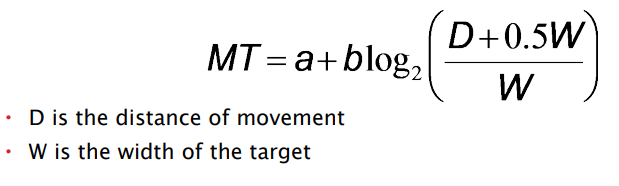 MT = a + b log₂ ( (D + 0.5W) / W )
• D is the distance of movement
• W is the width of the target